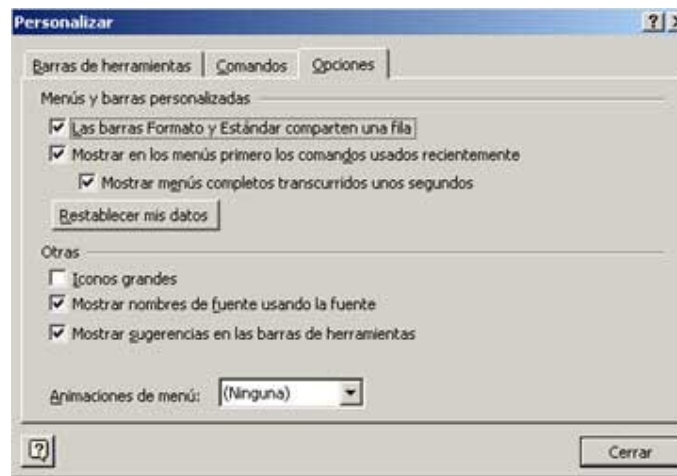 Personalizar
Barras de herramientas Comandos Opciones
Menús y barras personalizadas
Las barras Formato y Estándar comparten una fila
Mostrar en los menús primero los comandos usados recientemente
Mostrar menús completos transcurridos unos segundos
Restablecer mis datos
Otras
Iconos grandes
Mostrar nombres de fuente usando la fuente
Mostrar sugerencias en las barras de herramientas
Animaciones de menú: (Ninguna)
Cerrar